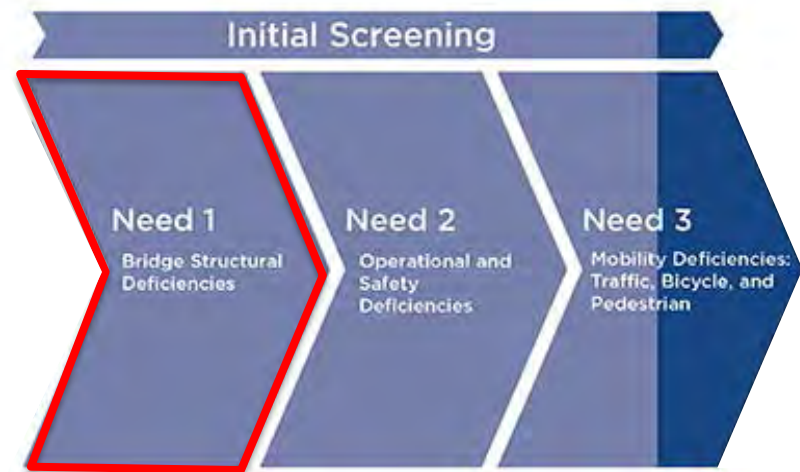 Initial Screening
Need 1
Bridge Structural
Deficiencies
Need 2
Operational and
Safety
Deficiencies
Need 3
Mobility Deficiencies:
Traffic, Bicycle, and
Pedestrian